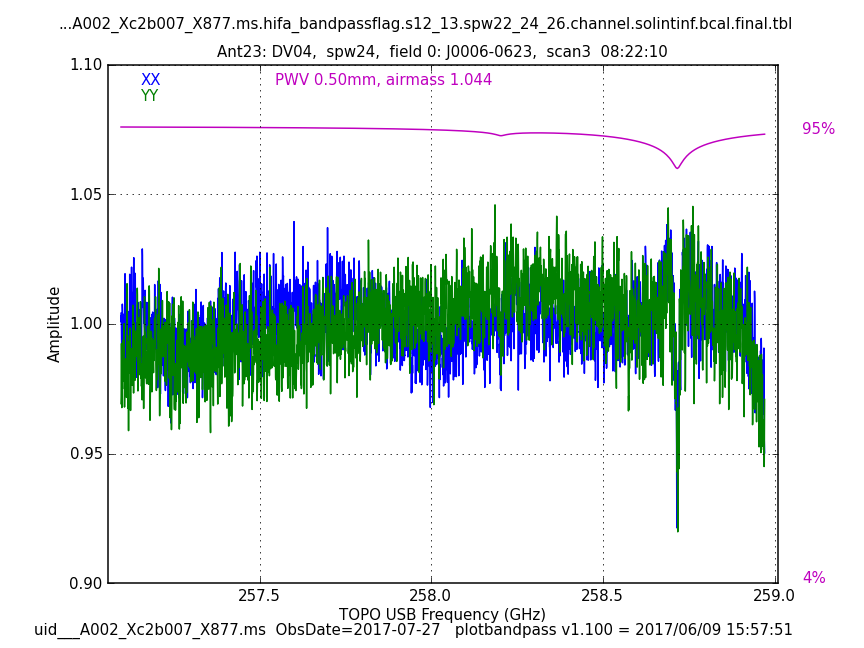 ...A002_Xc2b007_X877.ms.hifa_bandpassflag.s12_13.spw22_24_26.channel.solintinf.bcal.final.tbl
Ant23: DV04, spw24, field 0: J0006-0623, scan3 08:22:10
1.10
XX
PWV 0.50mm, airmass 1.044
YY
95%
1.05
1.00
Amplitude
0.95
0.90
4%
257.5
258.0
258.5
259.0
TOPO USB Frequency (GHz)
uid___A002_Xc2b007_X877.ms ObsDate=2017-07-27 plotbandpass v1.100 = 2017/06/09 15:57:51